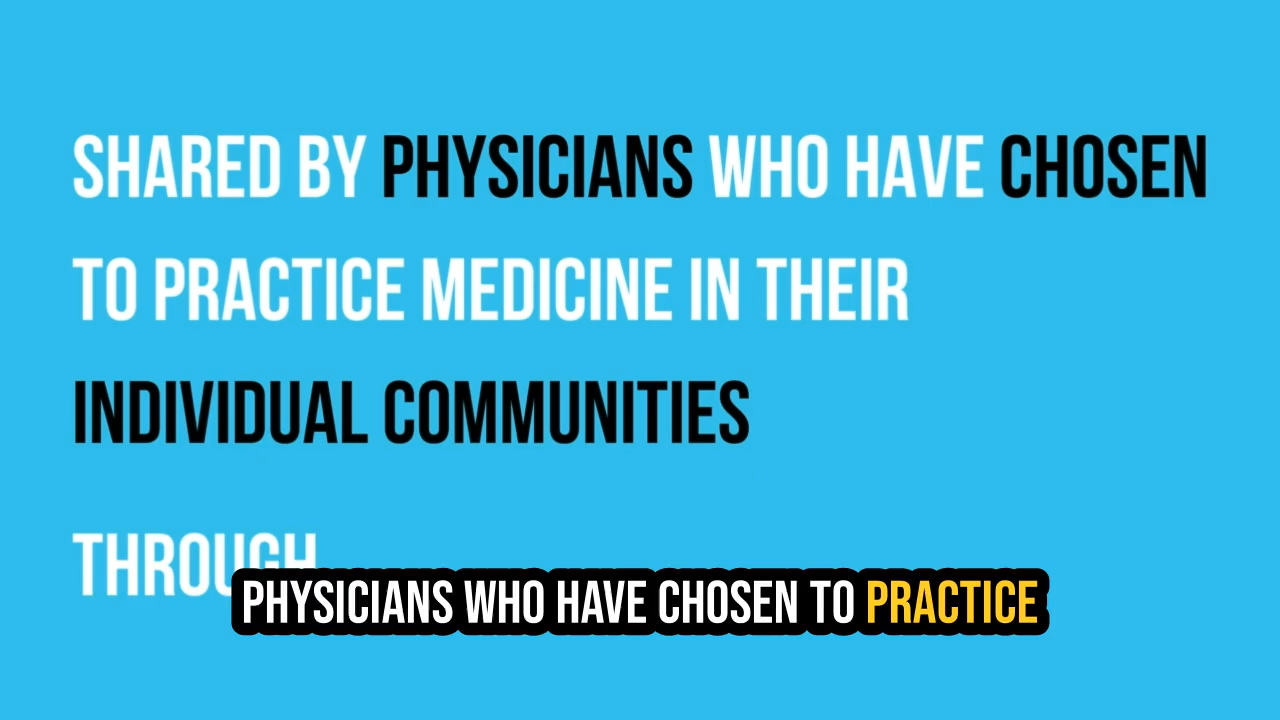 SHARED BY PHYSICIANS WHO HAVE CHOSEN
TO PRACTICE MEDICINE IN THEIR
INDIVIDUAL COMMUNITIES
THROUGH
PHYSICIANS WHO HAVE CHOSEN TO PRACTICE